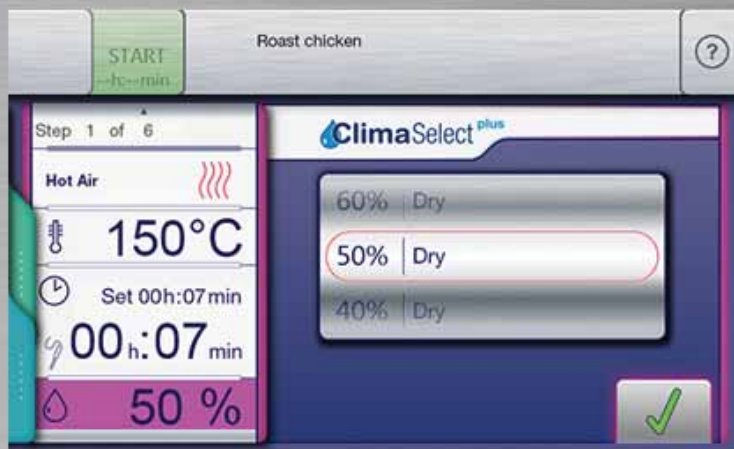 START
--h:--min
Roast chicken
?
Step 1 of 6
Hot Air
150°C
Set 00h:07min
00h:07min
50 %
ClimaSelect plus
60% | Dry
50% | Dry
40% | Dry